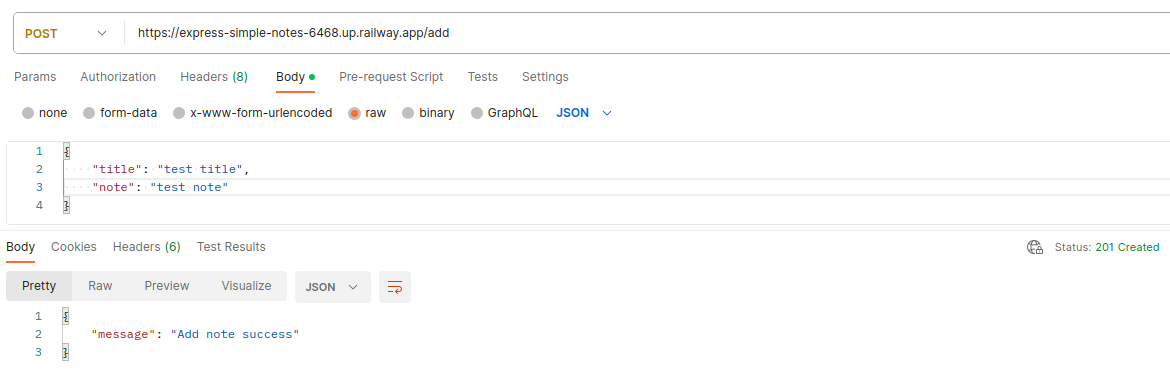 POST https://express-simple-notes-6468.up.railway.app/add
Params Authorization Headers (8) Body Pre-request Script Tests Settings
none form-data x-www-form-urlencoded raw binary GraphQL JSON
1 {
2 "title": "test title",
3 "note": "test note"
4 }
Body Cookies Headers (6) Test Results Status: 201 Created
Pretty Raw Preview Visualize JSON
1 {
2 "message": "Add note success"
3 }